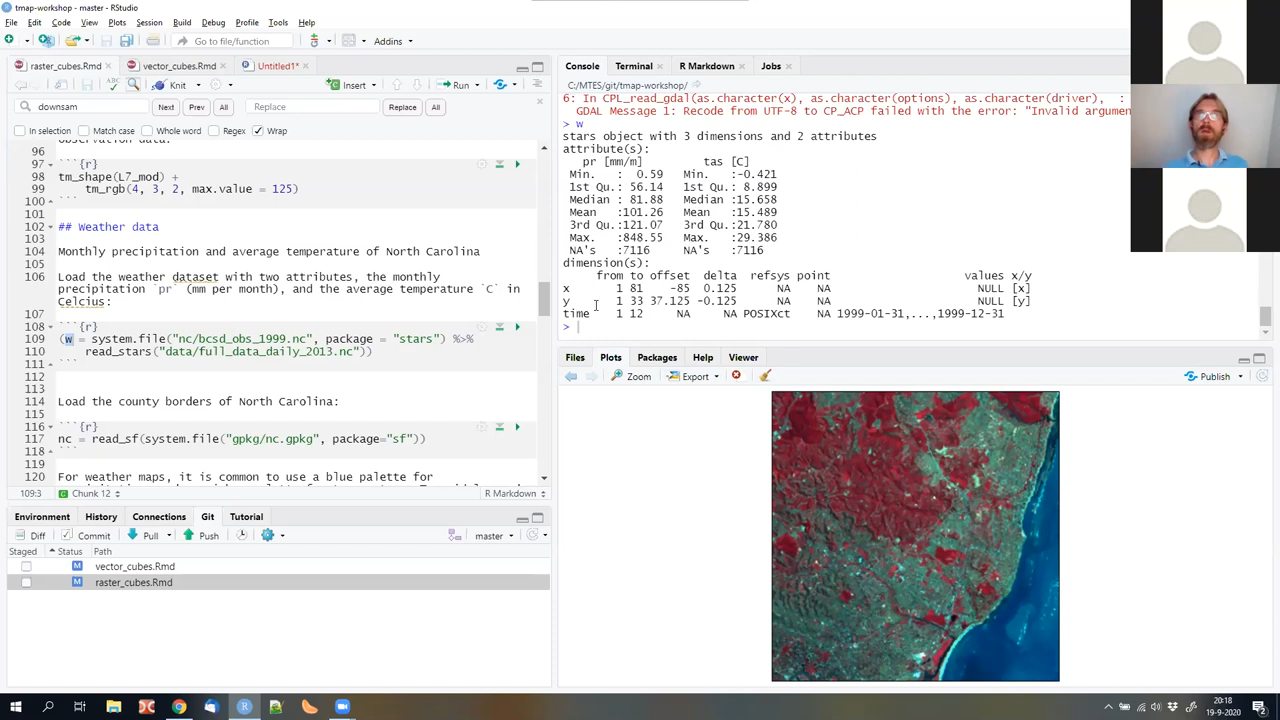 tmap-workshop - master - RStudio
File Edit Code View Plots Session Build Debug Profile Tools Help
Go to file/function
Addins
raster_cubes.Rmd
vector_cubes.Rmd
Untitled1*
Knit
Insert
Run
downsam
Next
Prev
All
Replace
Replace
All
In selection
Match case
Whole word
Regex
Wrap
96
97 ```{r}
98 tm_shape(L7_mod) +
99 tm_rgb(4, 3, 2, max.value = 125)
100 ```
101
102 ## Weather data
103
104 Monthly precipitation and average temperature of North Carolina
105
106 Load the weather dataset with two attributes, the monthly
precipitation `pr` (mm per month), and the average temperature `C` in
Celcius:
107
108 ```{r}
109 (w = system.file("nc/bcsd_obs_1999.nc", package = "stars") %>%
110 read_stars("data/full_data_daily_2013.nc"))
111 ```
112
113
114 Load the county borders of North Carolina:
115
116 ```{r}
117 nc = read_sf(system.file("gpkg/nc.gpkg", package="sf"))
118 ```
119
120 For weather maps, it is common to use a blue palette for
109:3
Chunk 12
R Markdown
Environment
History
Connections
Git
Tutorial
Diff
Commit
Pull
Push
master
Staged
Status
Path
M vector_cubes.Rmd
M raster_cubes.Rmd
Console
Terminal
R Markdown
Jobs
C:/MTES/git/tmap-workshop/
6: In CPL_read_gdal(as.character(x), as.character(options), as.character(driver), :
GDAL Message 1: Recode from UTF-8 to CP_ACP failed with the error: "Invalid argumen
> w
stars object with 3 dimensions and 2 attributes
attribute(s):
pr [mm/m] tas [C]
Min. : 0.59 Min. :-0.421
1st Qu.: 56.14 1st Qu.: 8.899
Median : 81.88 Median :15.658
Mean :101.26 Mean :15.489
3rd Qu.:121.07 3rd Qu.:21.780
Max. :848.55 Max. :29.386
NA's :7116 NA's :7116
dimension(s):
from to offset delta refsys point values x/y
x 1 81 -85 0.125 NA NA NULL [x]
y 1 33 37.125 -0.125 NA NA NULL [y]
time 1 12 NA NA POSIXct NA 1999-01-31,...,1999-12-31
>
Files
Plots
Packages
Help
Viewer
Zoom
Export
Publish
20:18
19-9-2020
2